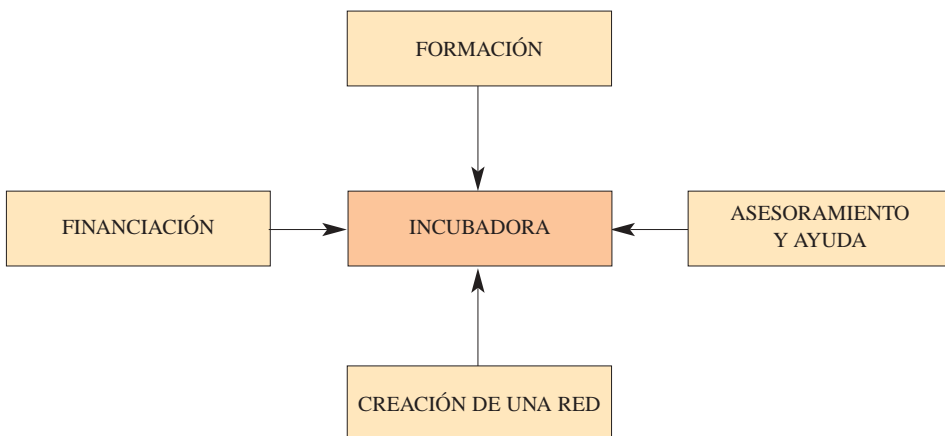 FORMACIÓN
FINANCIACIÓN
INCUBADORA
ASESORAMIENTO
Y AYUDA
CREACIÓN DE UNA RED